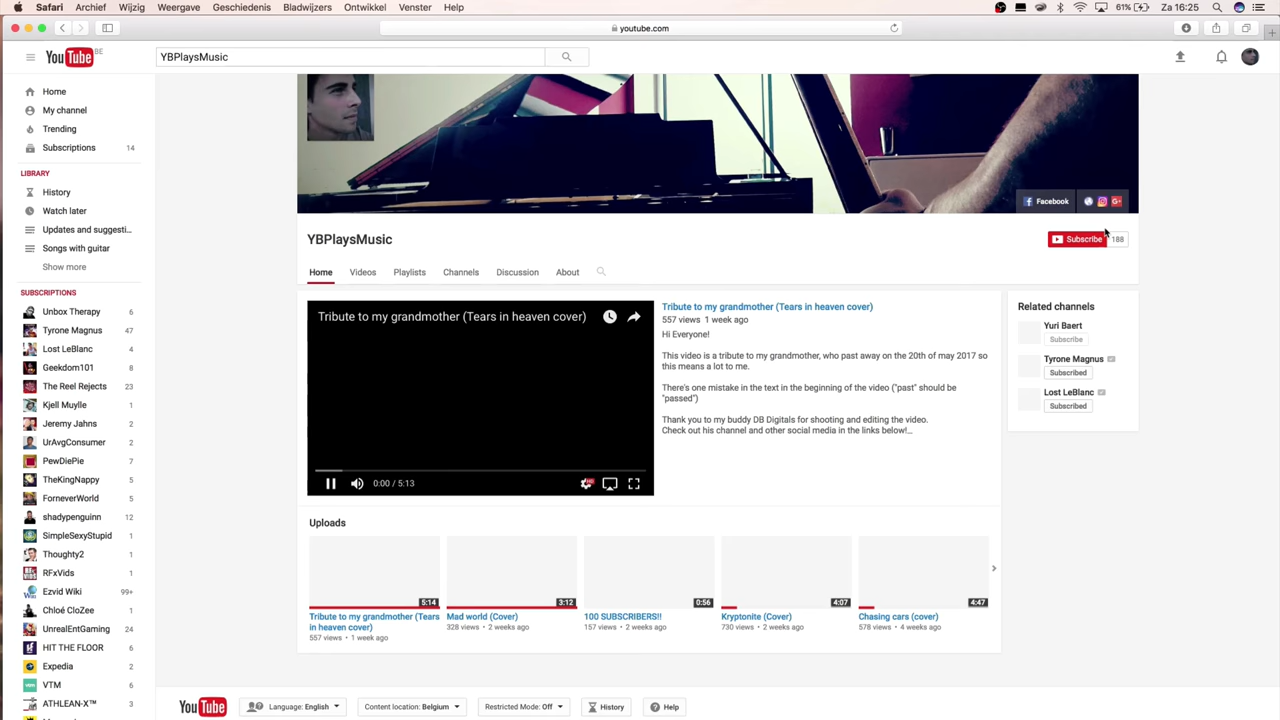 Safari Archief Wijzig Weergave Geschiedenis Bladwijzers Ontwikkel Venster Help 61% Za 16:25
youtube.com
YouTube BE YBPlaysMusic
Home
My channel
Trending
Subscriptions 14
LIBRARY
History
Watch later
Updates and suggesti...
Songs with guitar
Show more
SUBSCRIPTIONS
Unbox Therapy 6
Tyrone Magnus 47
Lost LeBlanc 4
Geekdom101 8
The Reel Rejects 23
Kjell Muylle 1
Jeremy Jahns 2
UrAvgConsumer 2
PewDiePie 7
TheKingNappy 5
ForneverWorld 5
shadypenguinn 12
SimpleSexyStupid 1
Thoughty2 1
RFxVids 1
Ezvid Wiki 99+
Chloé CloZee 1
UnrealEntGaming 24
HIT THE FLOOR 6
Expedia 2
VTM 5
ATHLEAN-X™ 3
Facebook
YBPlaysMusic
Subscribe 188
Home Videos Playlists Channels Discussion About
Tribute to my grandmother (Tears in heaven cover)
0:00 / 5:13
HD
Tribute to my grandmother (Tears in heaven cover)
557 views • 1 week ago
Hi Everyone!
This video is a tribute to my grandmother, who past away on the 20th of may 2017 so
this means a lot to me.
There's one mistake in the text in the beginning of the video ("past" should be
"passed")
Thank you to my buddy DB Digitals for shooting and editing the video.
Check out his channel and other social media in the links below!...
Related channels
Yuri Baert
Subscribe
Tyrone Magnus
Subscribed
Lost LeBlanc
Subscribed
Uploads
5:14
Tribute to my grandmother (Tears
in heaven cover)
557 views • 1 week ago
3:12
Mad world (Cover)
328 views • 2 weeks ago
0:56
100 SUBSCRIBERS!!
157 views • 2 weeks ago
4:07
Kryptonite (Cover)
730 views • 2 weeks ago
4:47
Chasing cars (cover)
578 views • 4 weeks ago
YouTube Language: English Content location: Belgium Restricted Mode: Off History Help